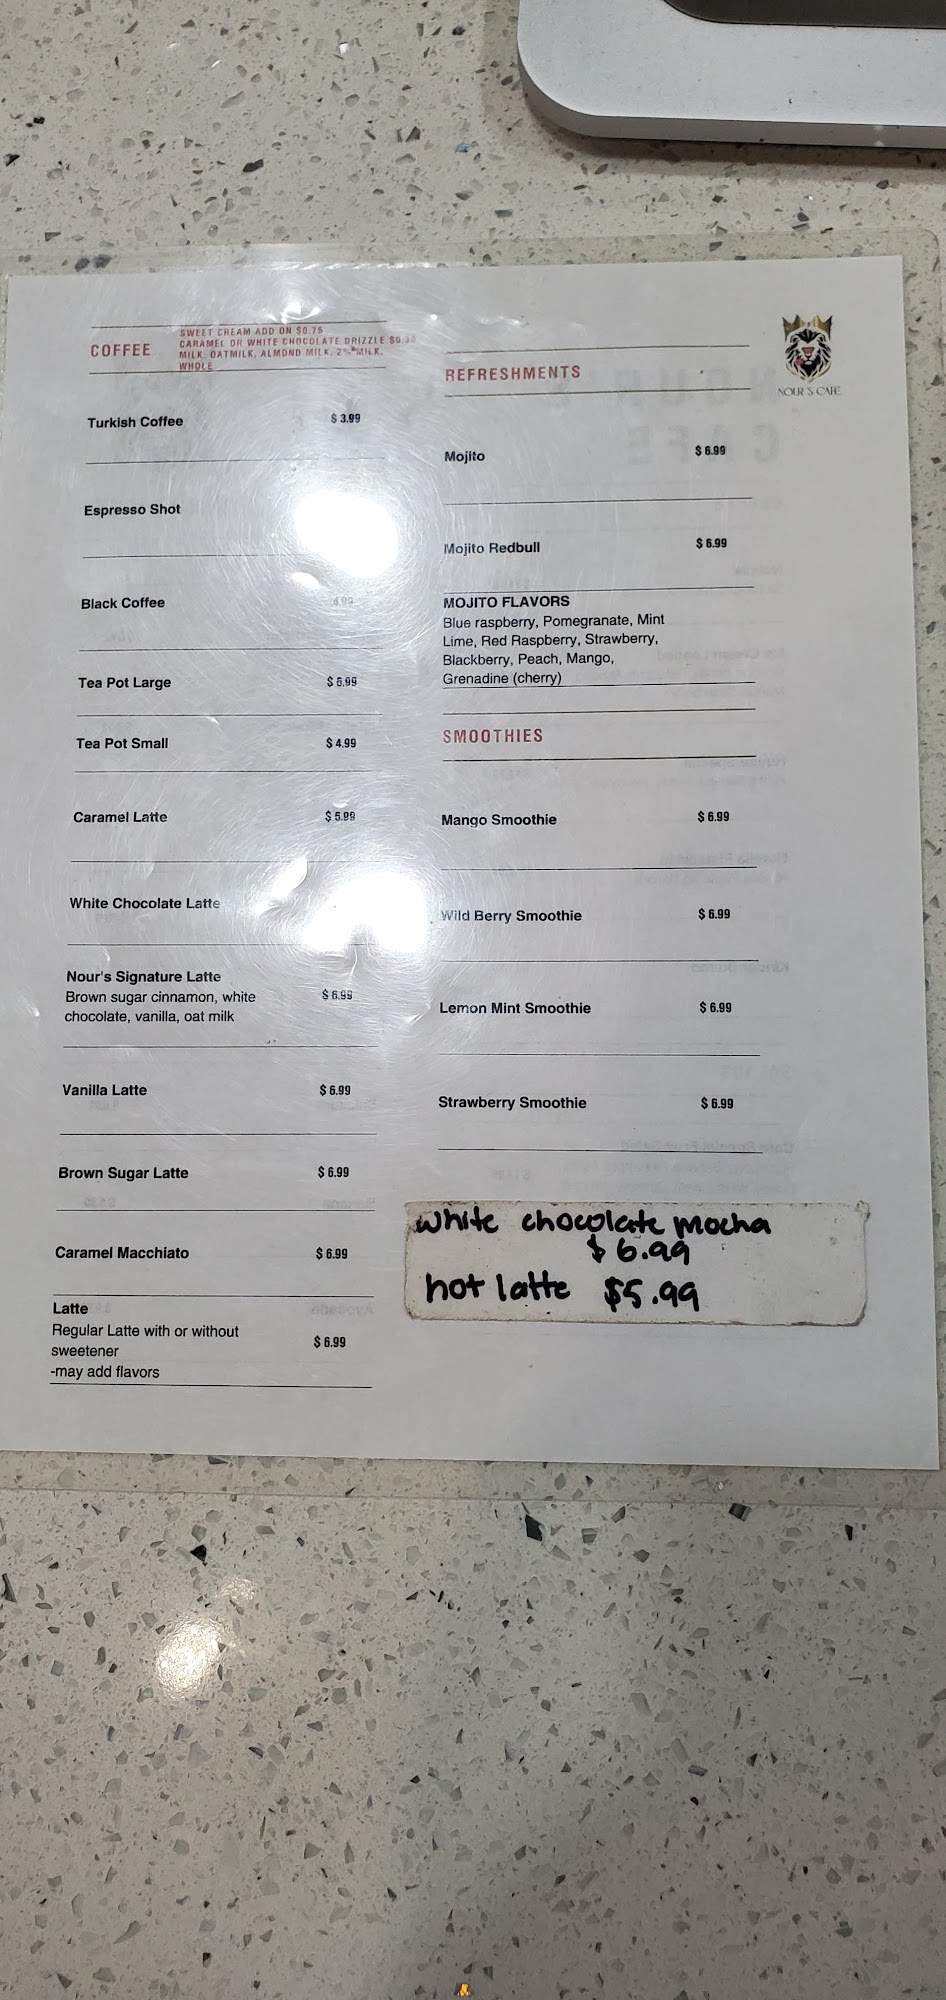 COFFEE
SWEET CREAM ADD ON $0.75
CARAMEL OR WHITE CHOCOLATE DRIZZLE
MILK, OATMILK, ALMOND MILK, 2% MILK,
WHOLE
Turkish Coffee $ 3.99
Espresso Shot
Black Coffee
Tea Pot Large $ 6.99
Tea Pot Small $ 4.99
Caramel Latte
White Chocolate Latte
Nour's Signature Latte
Brown sugar cinnamon, white
chocolate, vanilla, oat milk
$ 6.99
Vanilla Latte $ 6.99
Brown Sugar Latte $ 6.99
Caramel Macchiato $ 6.99
Latte
Regular Latte with or without
sweetener
-may add flavors
$ 6.99
NOUR'S CAFE
REFRESHMENTS
Mojito $ 6.99
Mojito Redbull $ 6.99
MOJITO FLAVORS
Blue raspberry, Pomegranate, Mint
Lime, Red Raspberry, Strawberry,
Blackberry, Peach, Mango,
Grenadine (cherry)
SMOOTHIES
Mango Smoothie $ 6.99
Wild Berry Smoothie $ 6.99
Lemon Mint Smoothie $ 6.99
Strawberry Smoothie $ 6.99
white chocolate mocha
$ 6.99
hot latte $5.99